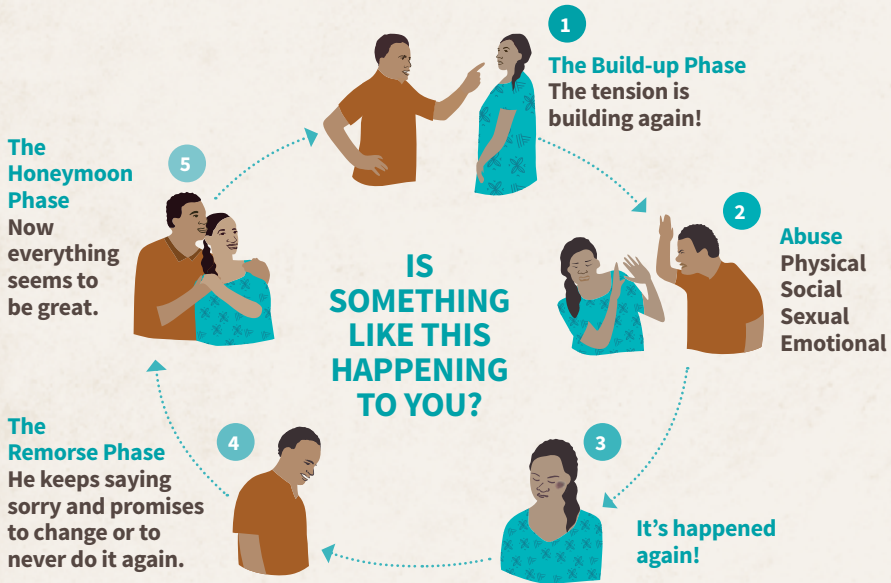 1
The Build-up Phase
The tension is
building again!
2
Abuse
Physical
Social
Sexual
Emotional
3
It's happened
again!
4
The
Remorse Phase
He keeps saying
sorry and promises
to change or to
never do it again.
5
The
Honeymoon
Phase
Now
everything
seems to
be great.
IS
SOMETHING
LIKE THIS
HAPPENING
TO YOU?